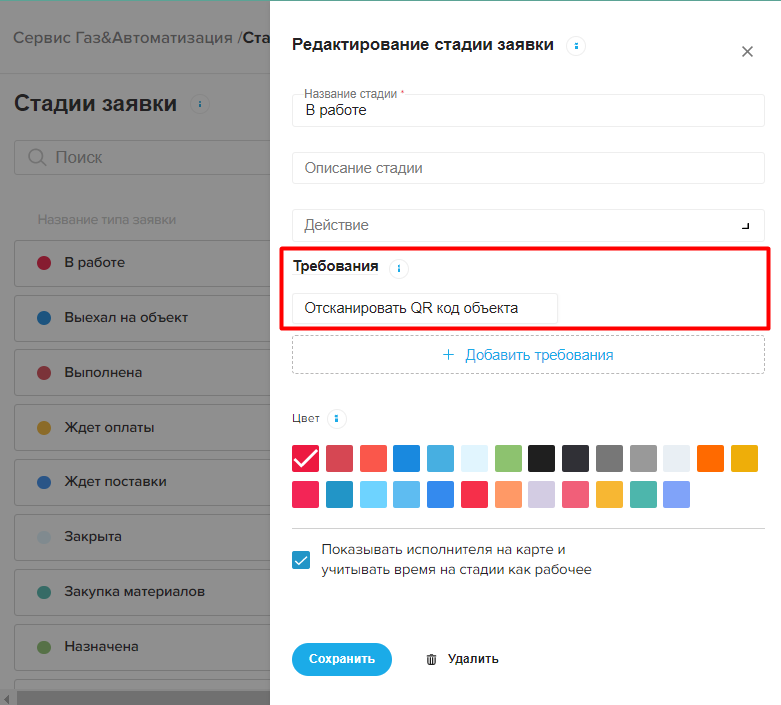 Сервис Газ&Автоматизация /Ста
Стадии заявки
Поиск
Название типа заявки
В работе
Выехал на объект
Выполнена
Ждет оплаты
Ждет поставки
Закрыта
Закупка материалов
Назначена
Редактирование стадии заявки
Название стадии *
В работе
Описание стадии
Действие
Требования
Отсканировать QR код объекта
+ Добавить требования
Цвет
Показывать исполнителя на карте и
учитывать время на стадии как рабочее
Сохранить
Удалить